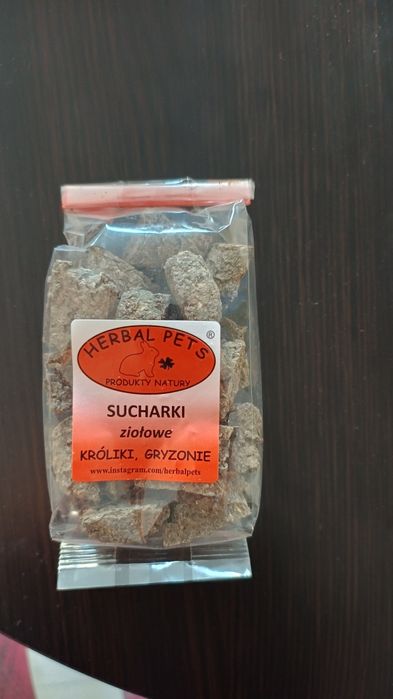 HERBAL PETS ®
PRODUKTY NATURY
SUCHARKI
ziołowe
KRÓLIKI, GRYZONIE
www.instagram.com/herbalpets